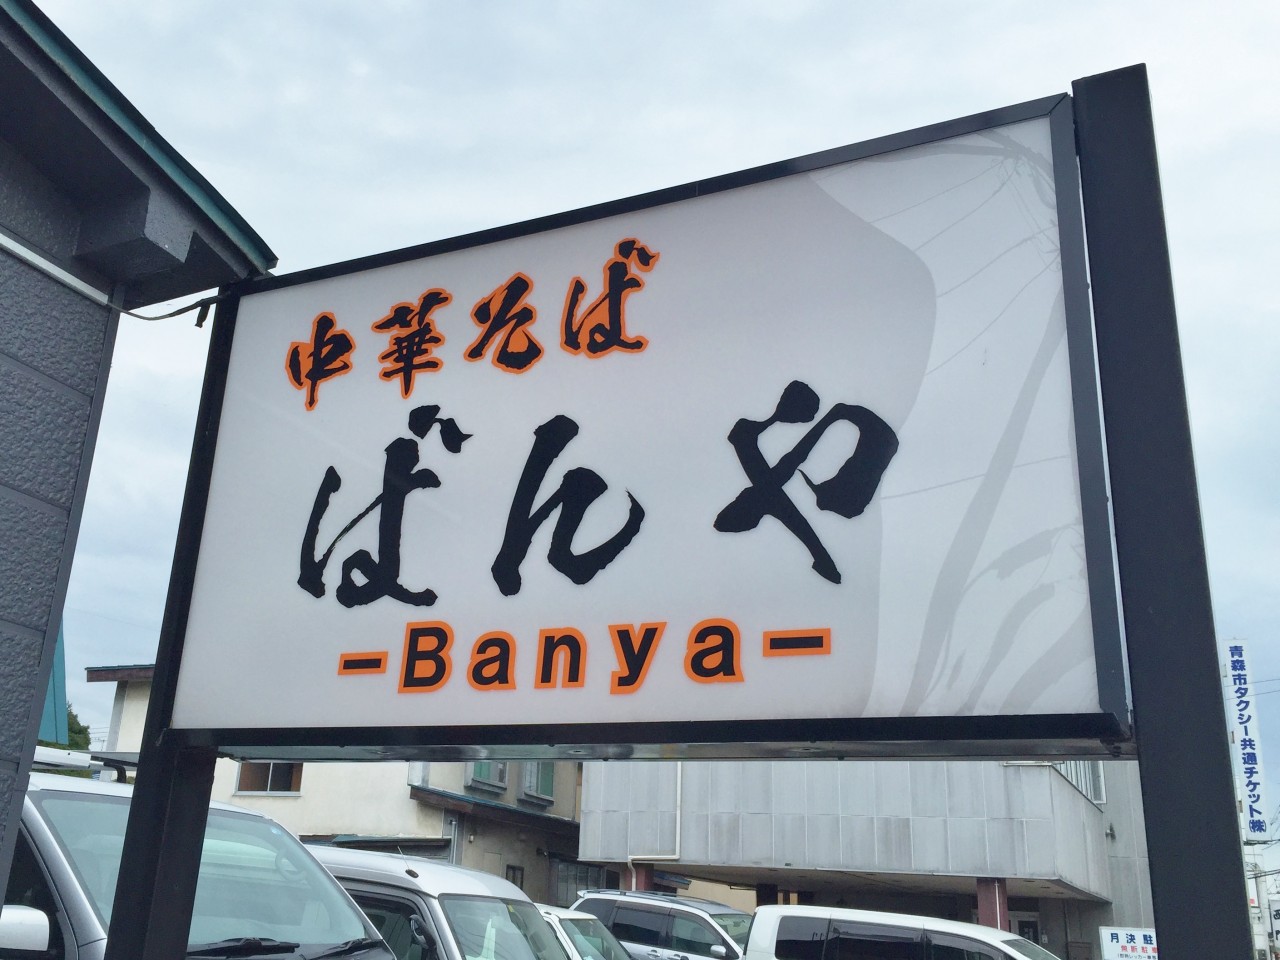 中華そば
ばんや
-Banya-
青森市タクシー共通チケット㈱
月決駐